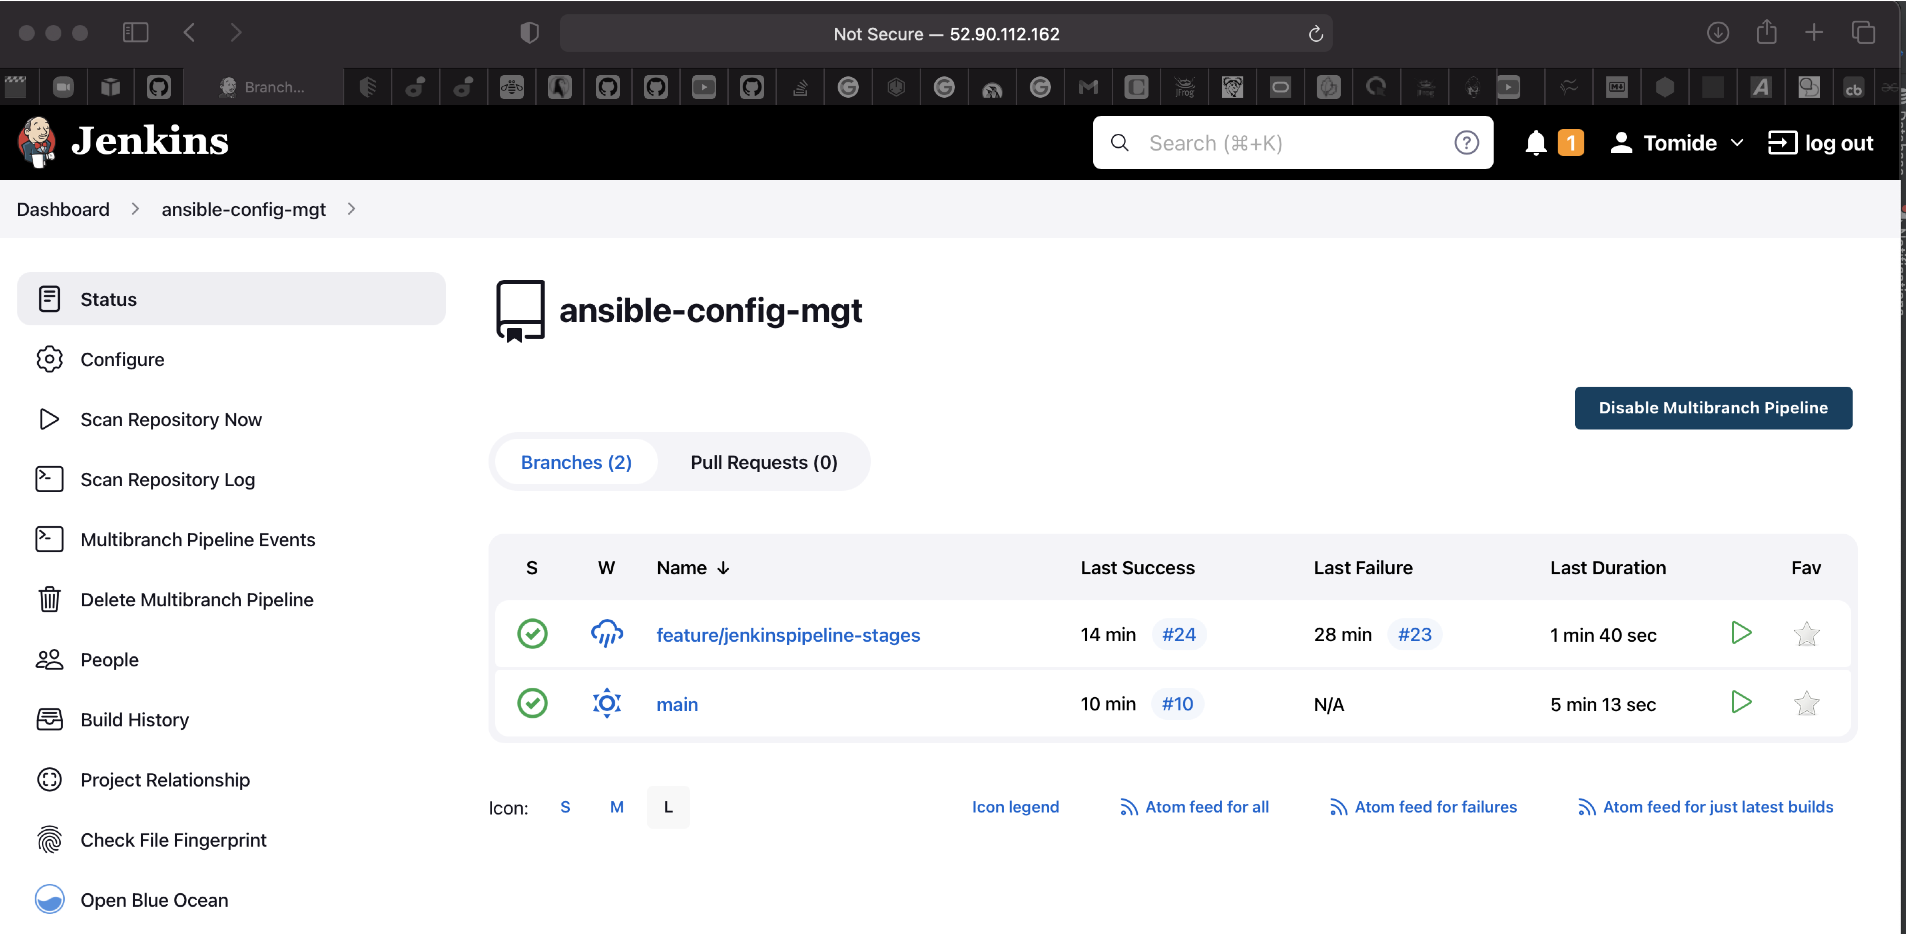 Not Secure — 52.90.112.162
Branch...
Jenkins
Search (⌘+K)
1
Tomide
log out
Dashboard
ansible-config-mgt
Status
Configure
Scan Repository Now
Scan Repository Log
Multibranch Pipeline Events
Delete Multibranch Pipeline
People
Build History
Project Relationship
Check File Fingerprint
Open Blue Ocean
ansible-config-mgt
Disable Multibranch Pipeline
Branches (2)
Pull Requests (0)
S W Name ↓ Last Success Last Failure Last Duration Fav
feature/jenkinspipeline-stages 14 min #24 28 min #23 1 min 40 sec
main 10 min #10 N/A 5 min 13 sec
Icon: S M L
Icon legend
Atom feed for all
Atom feed for failures
Atom feed for just latest builds